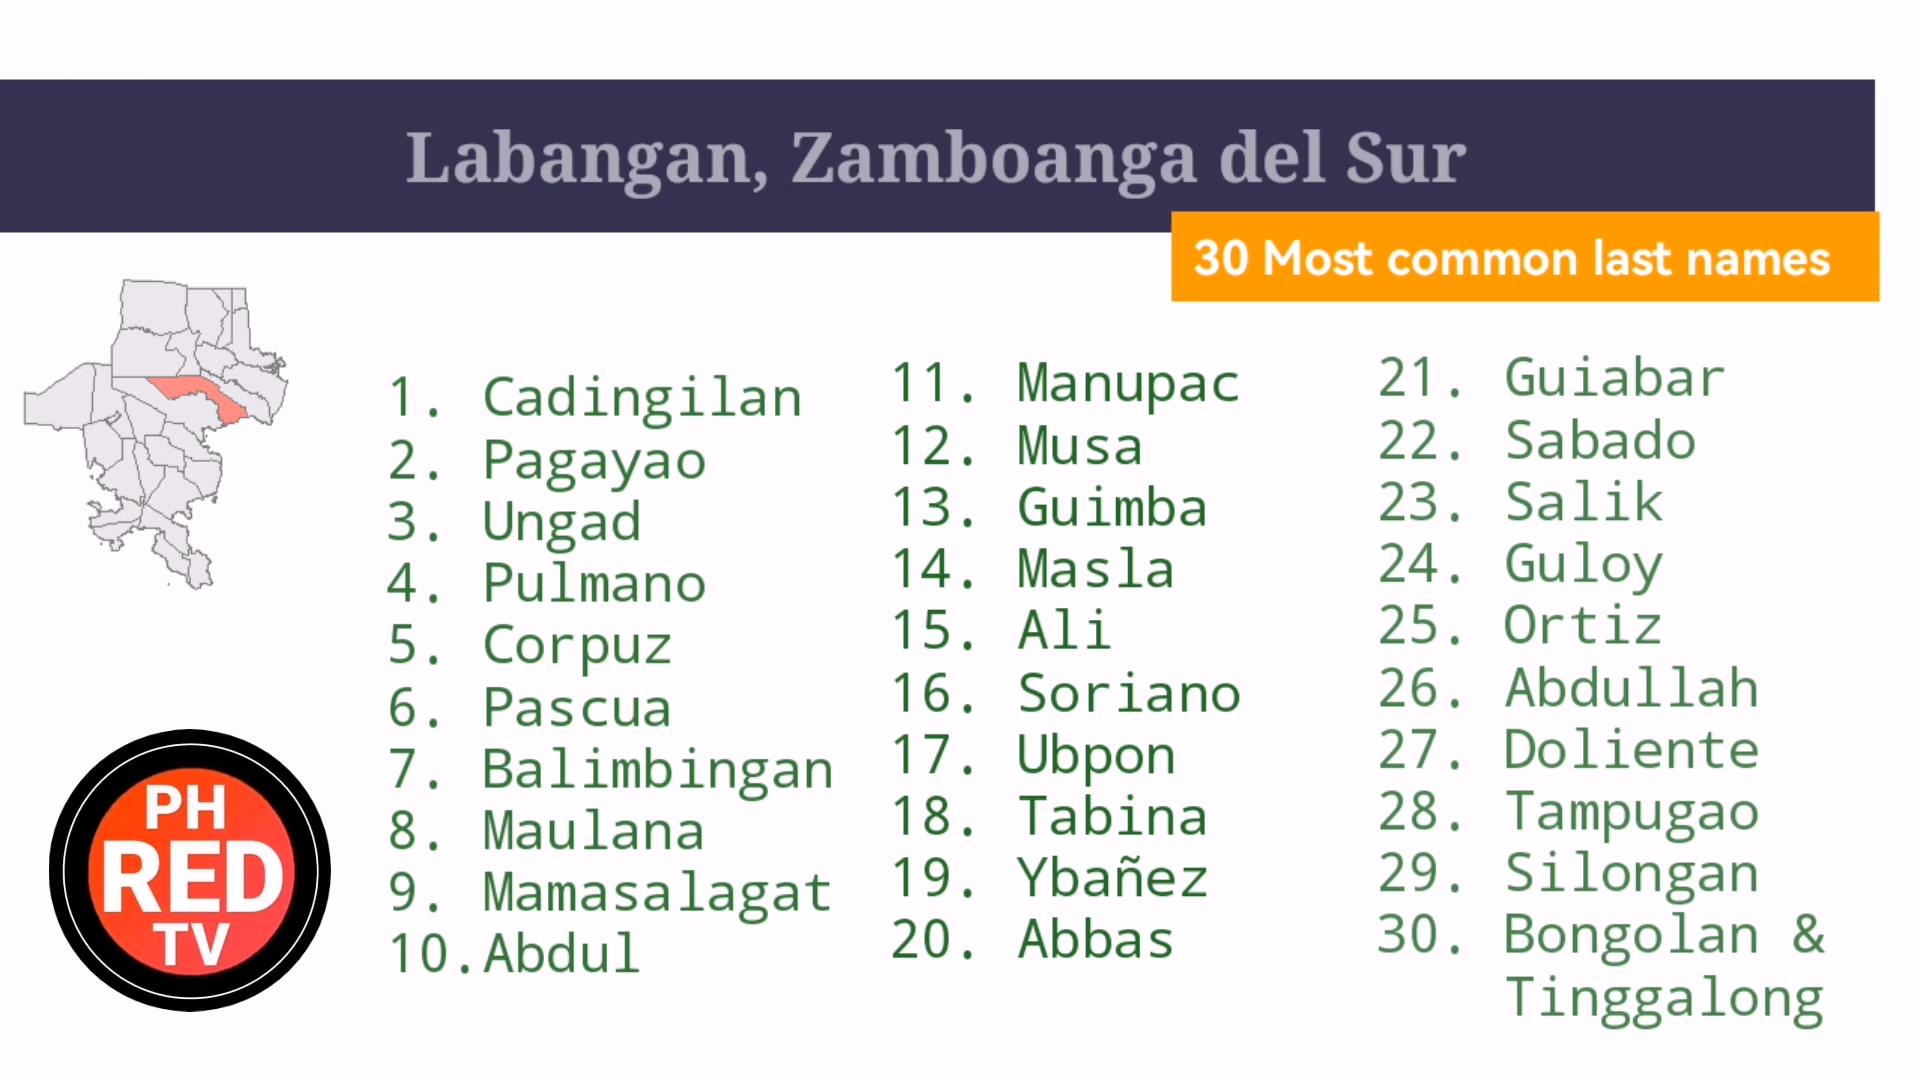 Labangan, Zamboanga del Sur
30 Most common last names
1. Cadingilan
2. Pagayao
3. Ungad
4. Pulmano
5. Corpuz
6. Pascua
7. Balimbingan
8. Maulana
9. Mamasalagat
10.Abdul
11. Manupac
12. Musa
13. Guimba
14. Masla
15. Ali
16. Soriano
17. Ubpon
18. Tabina
19. Ybañez
20. Abbas
21. Guiabar
22. Sabado
23. Salik
24. Guloy
25. Ortiz
26. Abdullah
27. Doliente
28. Tampugao
29. Silongan
30. Bongolan &
Tinggalong
PH
RED
TV